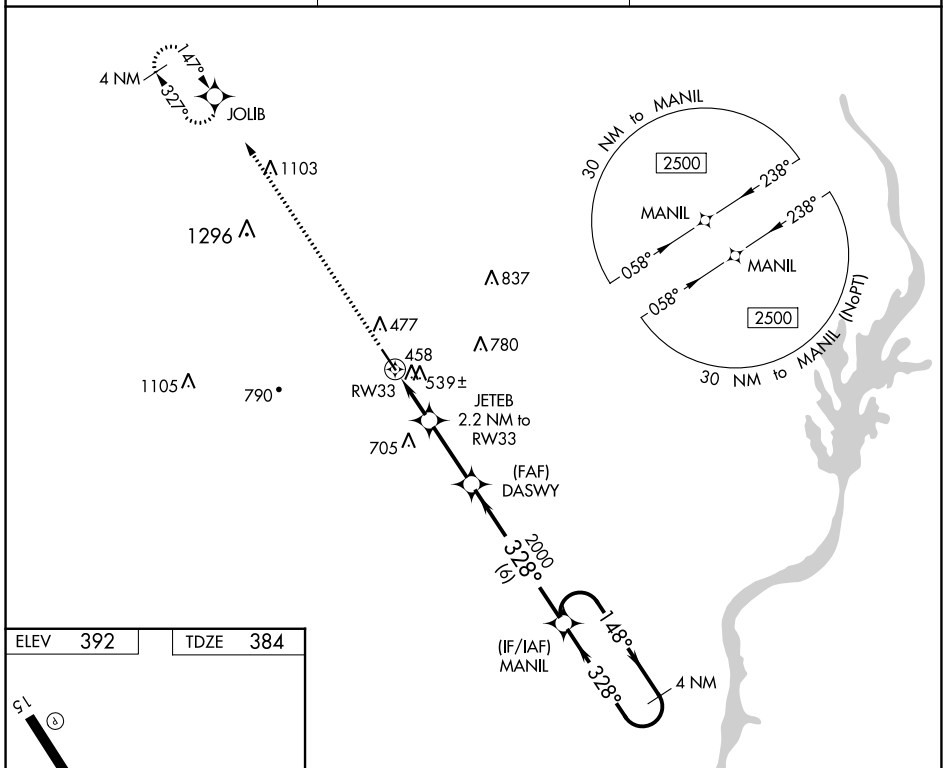 147°
4 NM
327°
JOLIB
1103
1296
30 NM to MANIL
2500
238°
MANIL
058°
238°
MANIL
058°
2500
30 NM to MANIL (NoPT)
837
477
780
458
539±
RW33
1105
790
JETEB
2.2 NM to
RW33
705
(FAF)
DASWY
2000
328°
(6)
(IF/IAF)
MANIL
148°
328°
4 NM
ELEV 392
TDZE 384
15
P